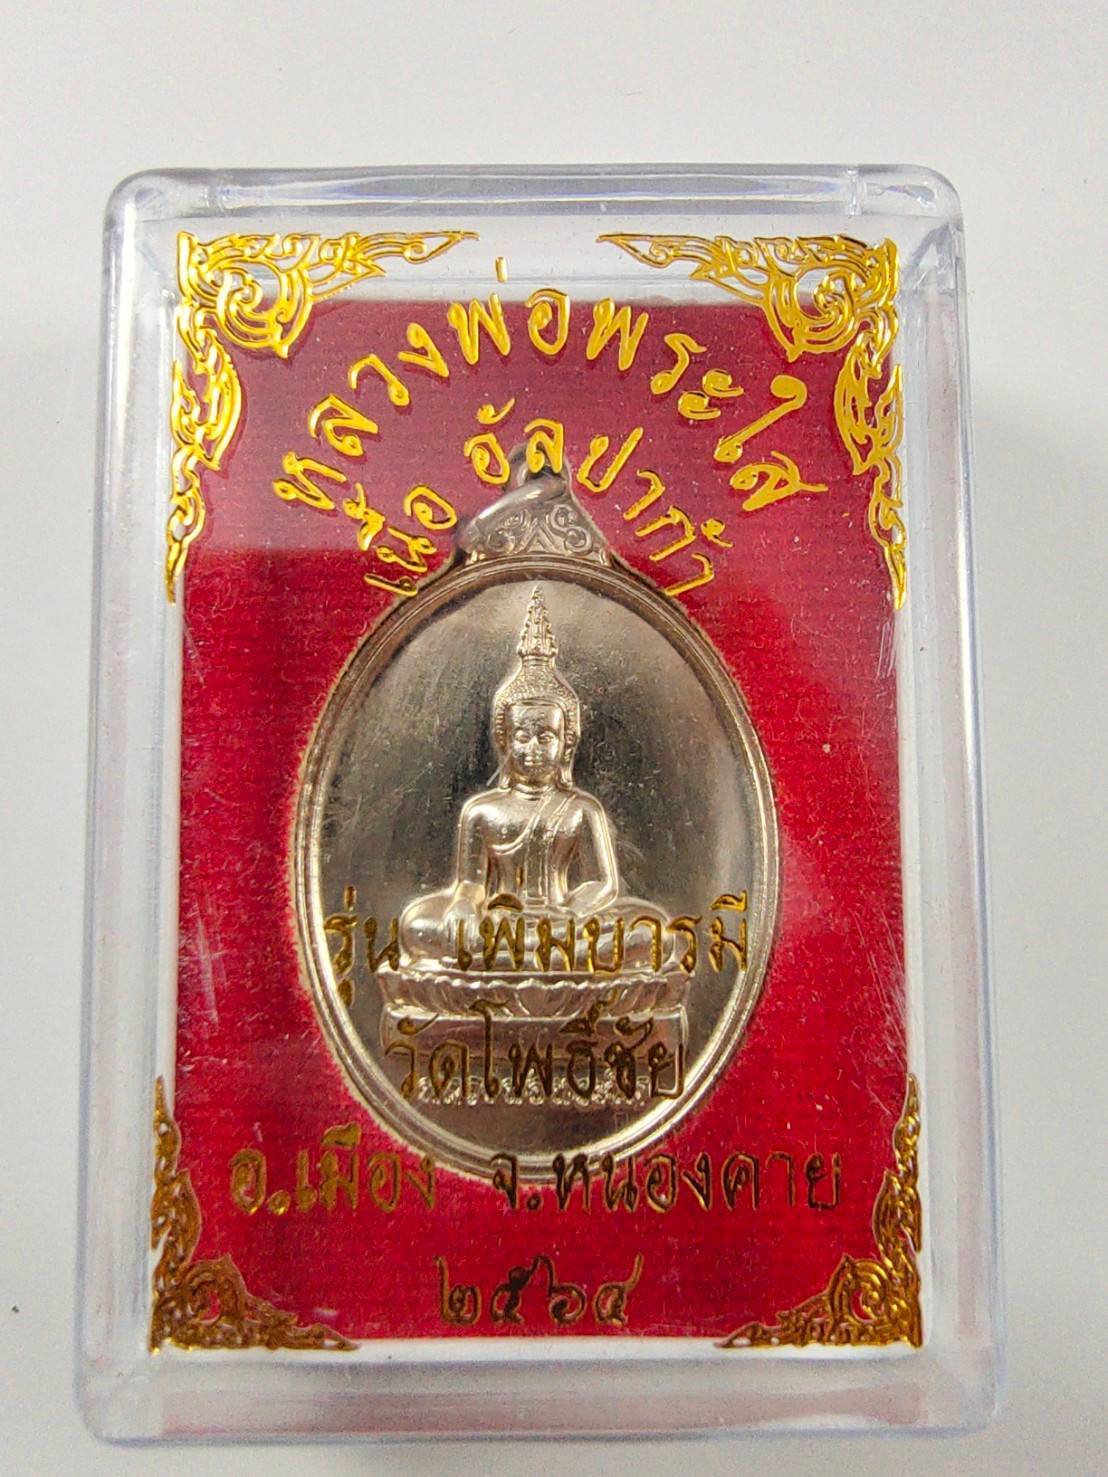 หลวงพ่อพระใส
เนื้อ อัลปาก้า
รุ่น เพิ่มบารมี
วัดโพธิ์ชัย
อ.เมือง จ.หนองคาย
๒๕๖๔